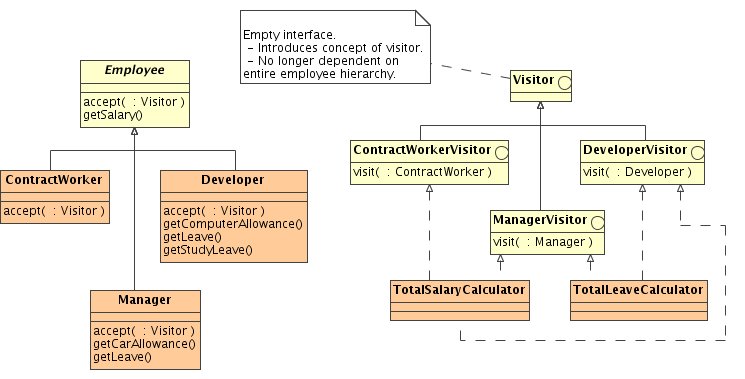 Empty interface.
- Introduces concept of visitor.
- No longer dependent on
entire employee hierarchy.
Employee
accept( : Visitor )
getSalary()
Visitor
ContractWorker
accept( : Visitor )
Developer
accept( : Visitor )
getComputerAllowance()
getLeave()
getStudyLeave()
ContractWorkerVisitor
visit( : ContractWorker )
DeveloperVisitor
visit( : Developer )
ManagerVisitor
visit( : Manager )
Manager
accept( : Visitor )
getCarAllowance()
getLeave()
TotalSalaryCalculator
TotalLeaveCalculator